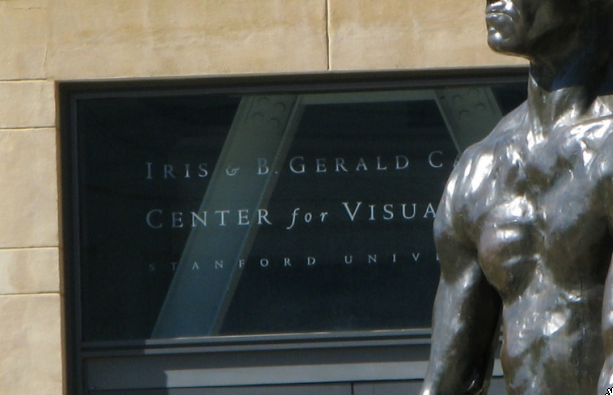 IRIS & B. GERALD C
CENTER for VISUA
STANFORD UNIV